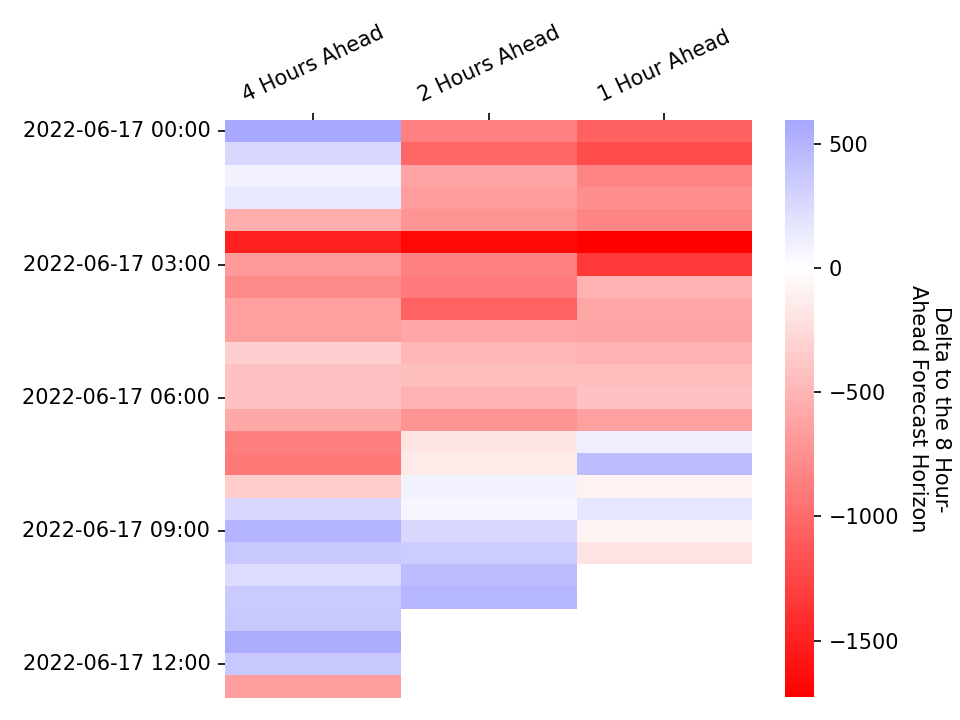 4 Hours Ahead
2 Hours Ahead
1 Hour Ahead
2022-06-17 00:00
2022-06-17 03:00
2022-06-17 06:00
2022-06-17 09:00
2022-06-17 12:00
500
0
−500
−1000
−1500
Delta to the 8 Hour-
Ahead Forecast Horizon